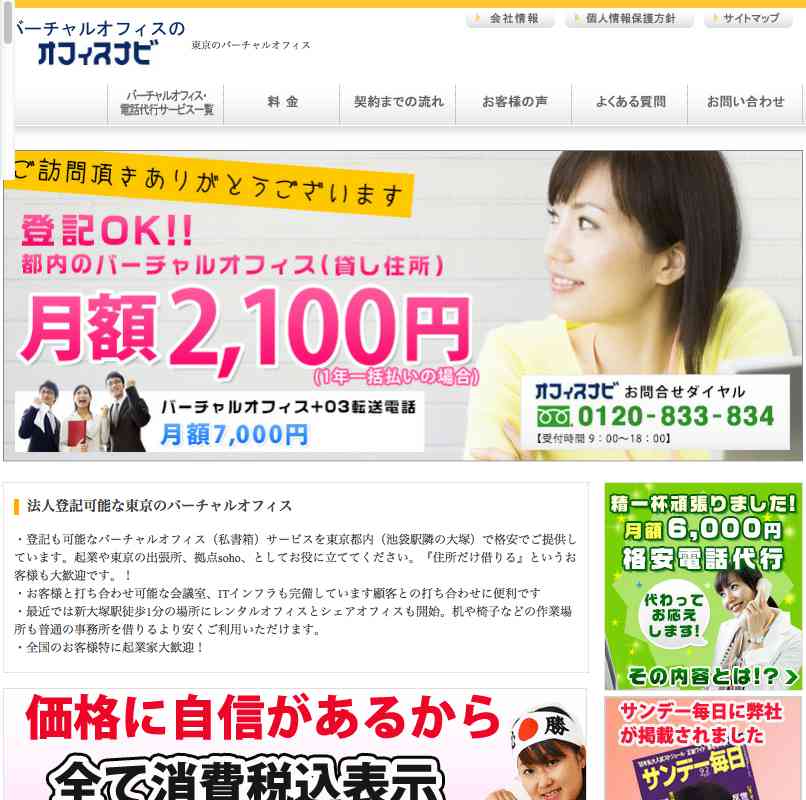 バーチャルオフィスの
オフィスナビ
東京のバーチャルオフィス
会社情報
個人情報保護方針
サイトマップ
バーチャルオフィス・
電話代行サービス一覧
料 金
契約までの流れ
お客様の声
よくある質問
お問い合わせ
ご訪問頂きありがとうございます
登記OK!!
都内のバーチャルオフィス(貸し住所)
月額2,100円
(1年一括払いの場合)
バーチャルオフィス+03転送電話
月額7,000円
オフィスナビ お問合せダイヤル
0120-833-834
【受付時間 9：00〜18：00】
法人登記可能な東京のバーチャルオフィス
・登記も可能なバーチャルオフィス（私書箱）サービスを東京都内（池袋駅隣の大塚）で格安でご提供し
ています。起業や東京の出張所、拠点soho、としてお役に立ててください。『住所だけ借りる』というお
客様も大歓迎です。！
・お客様と打ち合わせ可能な会議室、ITインフラも完備しています顧客との打ち合わせに便利です
・最近では新大塚駅徒歩1分の場所にレンタルオフィスとシェアオフィスも開始。机や椅子などの作業場
所も普通の事務所を借りるより安くご利用いただけます。
・全国のお客様特に起業家大歓迎！
精一杯頑張りました!
月額6,000円
格安電話代行
代わって
お応え
します!
その内容とは!?
価格に自信があるから
必
勝
全て消費税込表示
サンデー毎日に弊社
が掲載されました
サンデー毎日